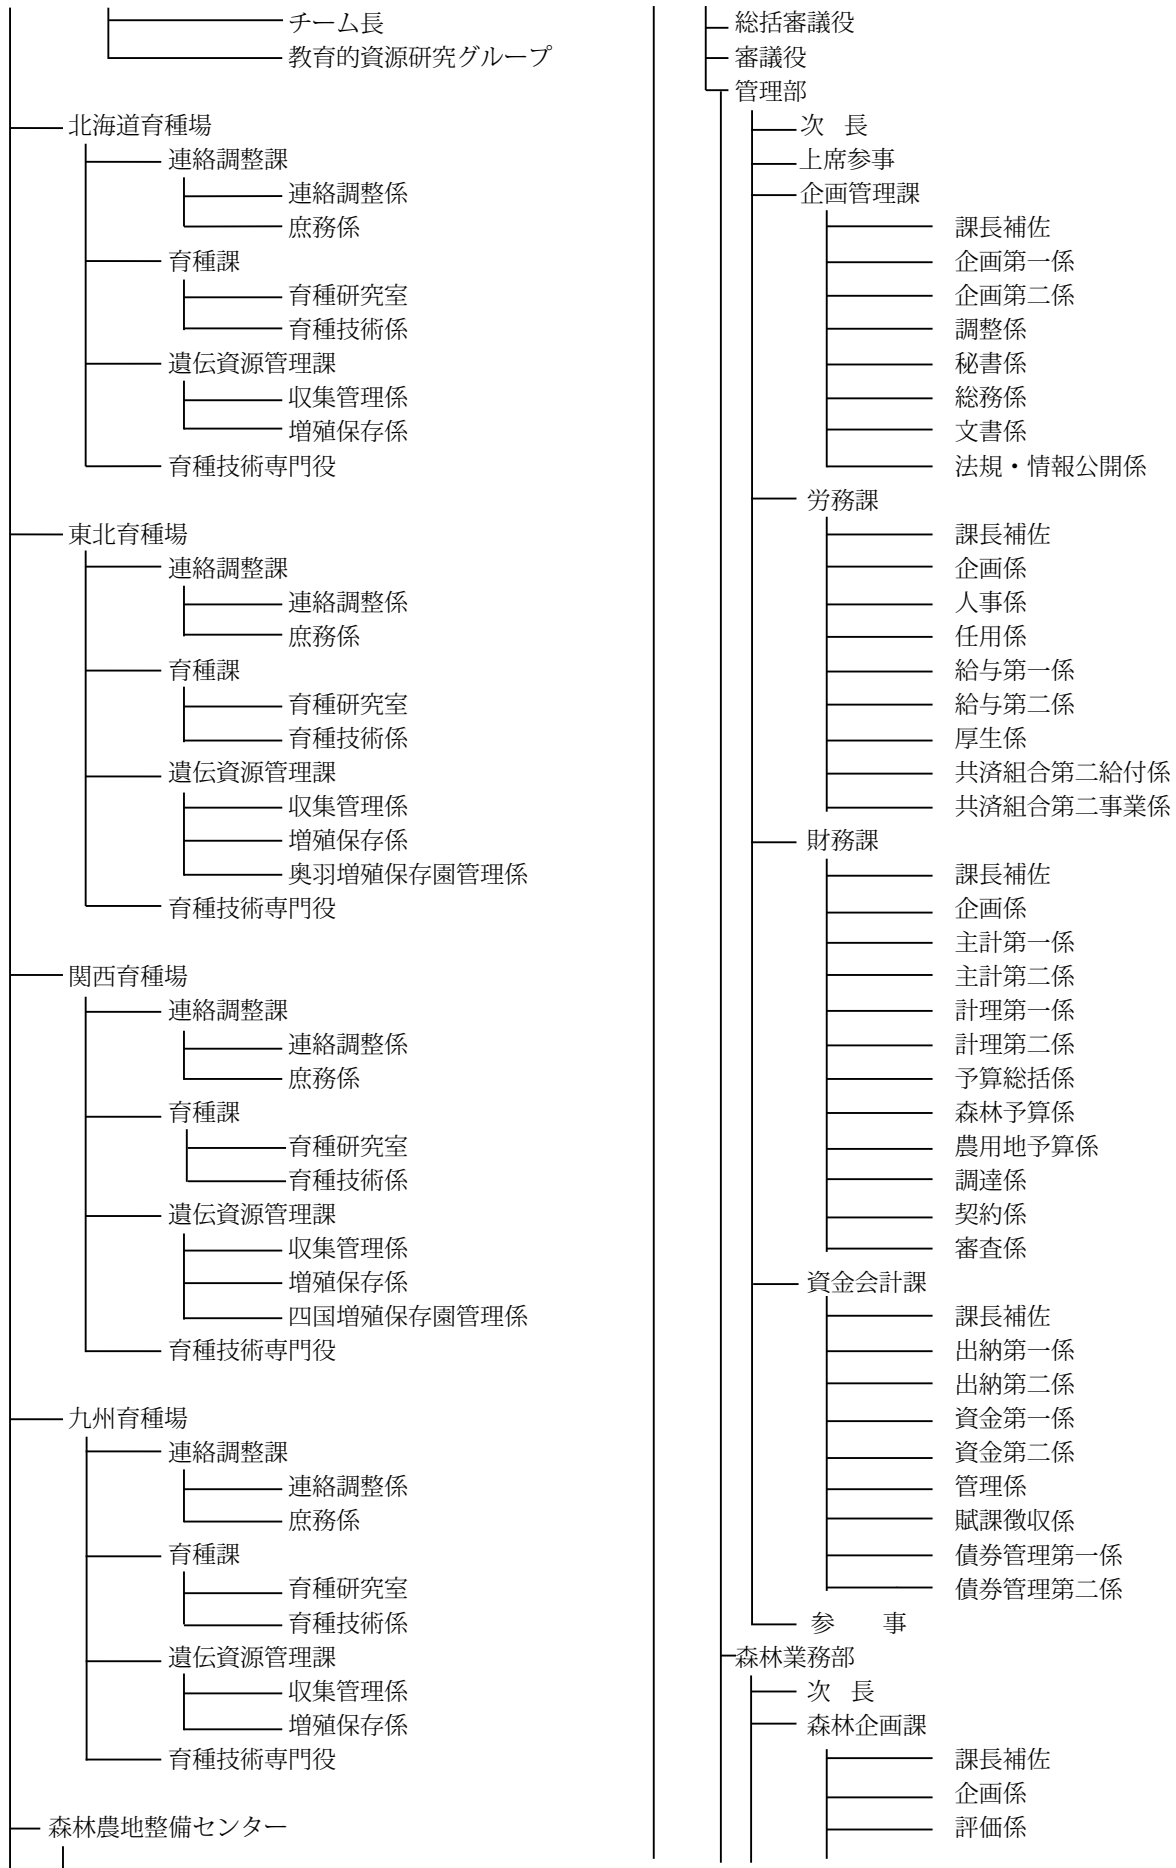 チーム長
教育的資源研究グループ
北海道育種場
連絡調整課
連絡調整係
庶務係
育種課
育種研究室
育種技術係
遺伝資源管理課
収集管理係
増殖保存係
育種技術専門役
東北育種場
連絡調整課
連絡調整係
庶務係
育種課
育種研究室
育種技術係
遺伝資源管理課
収集管理係
増殖保存係
奥羽増殖保存園管理係
育種技術専門役
関西育種場
連絡調整課
連絡調整係
庶務係
育種課
育種研究室
育種技術係
遺伝資源管理課
収集管理係
増殖保存係
四国増殖保存園管理係
育種技術専門役
九州育種場
連絡調整課
連絡調整係
庶務係
育種課
育種研究室
育種技術係
遺伝資源管理課
収集管理係
増殖保存係
育種技術専門役
森林農地整備センター
総括審議役
審議役
管理部
次 長
上席参事
企画管理課
課長補佐
企画第一係
企画第二係
調整係
秘書係
総務係
文書係
法規・情報公開係
労務課
課長補佐
企画係
人事係
任用係
給与第一係
給与第二係
厚生係
共済組合第二給付係
共済組合第二事業係
財務課
課長補佐
企画係
主計第一係
主計第二係
計理第一係
計理第二係
予算総括係
森林予算係
農用地予算係
調達係
契約係
審査係
資金会計課
課長補佐
出納第一係
出納第二係
資金第一係
資金第二係
管理係
賦課徴収係
債券管理第一係
債券管理第二係
参 事
森林業務部
次 長
森林企画課
課長補佐
企画係
評価係